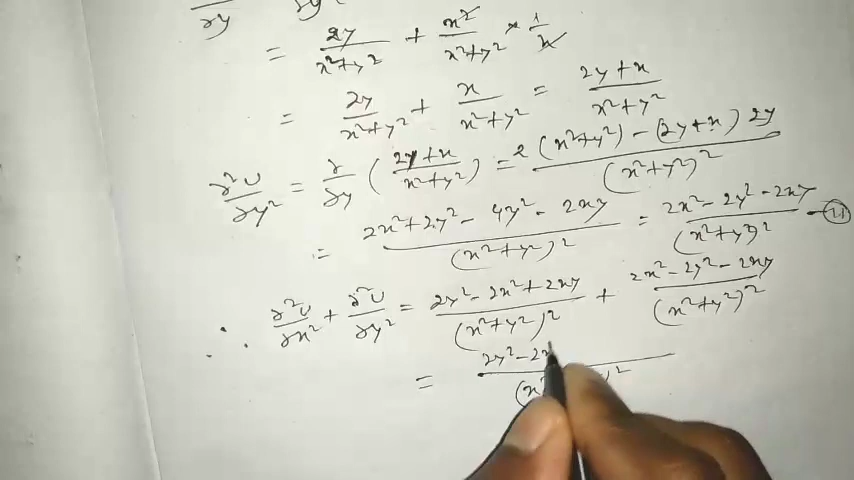 ∂y ∂y
= 2y/(x²+y²) + x²/(x²+y²) × 1/x
= 2y/(x²+y²) + x/(x²+y²) = (2y+x)/(x²+y²)
∂²U/∂y² = ∂/∂y ((2y+x)/(x²+y²)) = (2(x²+y²) - (2y+x)2y)/(x²+y²)²
= (2x²+2y² - 4y² - 2xy)/(x²+y²)² = (2x² - 2y² - 2xy)/(x²+y²)² - (ii)
∴ ∂²U/∂x² + ∂²U/∂y² = (2y² - 2x² + 2xy)/(x²+y²)² + (2x² - 2y² - 2xy)/(x²+y²)²
= 2y² - 2x